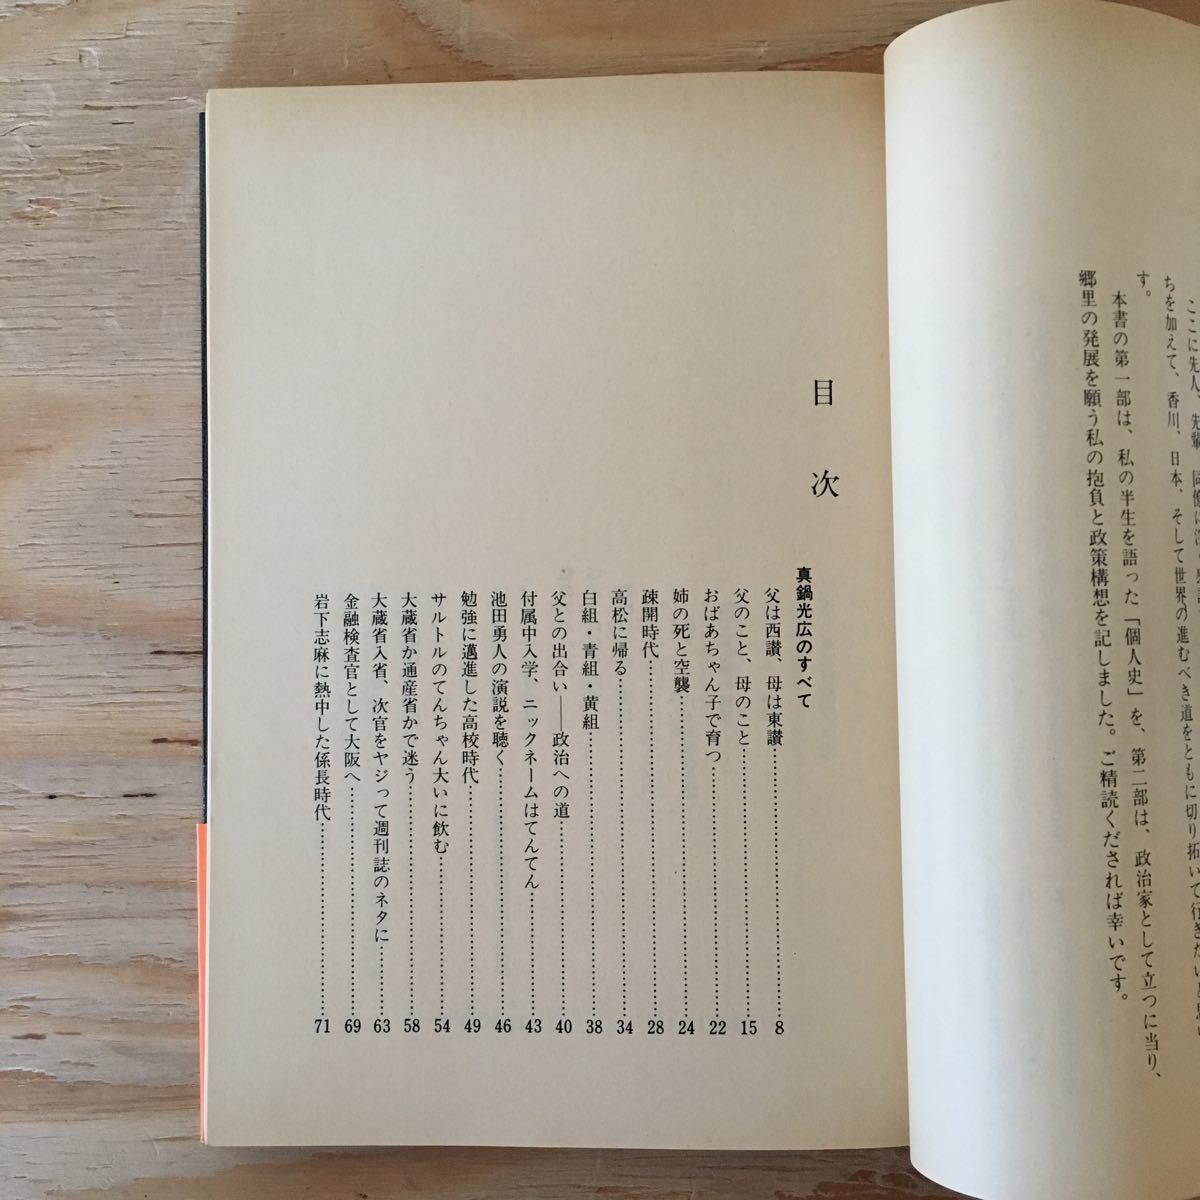 ここに先人、先輩、同僚に深
ちを加えて、香川、日本、そして世界の進むべき道をともに切り拓いて行きたい
す。
本書の第一部は、私の半生を語った「個人史」を、第二部は、政治家として立つに当り、
郷里の発展を願う私の抱負と政策構想を記しました。ご精読くだされば幸いです。
目次
真鍋光広のすべて
父は西讃、母は東讃…………8
父のこと、母のこと…………15
おばあちゃん子で育つ…………22
姉の死と空襲…………24
疎開時代…………28
高松に帰る…………34
白組・青組・黄組…………38
父との出合い――政治への道…………40
付属中入学、ニックネームはてんてん…………43
池田勇人の演説を聴く…………46
勉強に邁進した高校時代…………49
サルトルのてんちゃん大いに飲む…………54
大蔵省か通産省かで迷う…………58
大蔵省入省、次官をヤジって週刊誌のネタに…………63
金融検査官として大阪へ…………69
岩下志麻に熱中した係長時代…………71